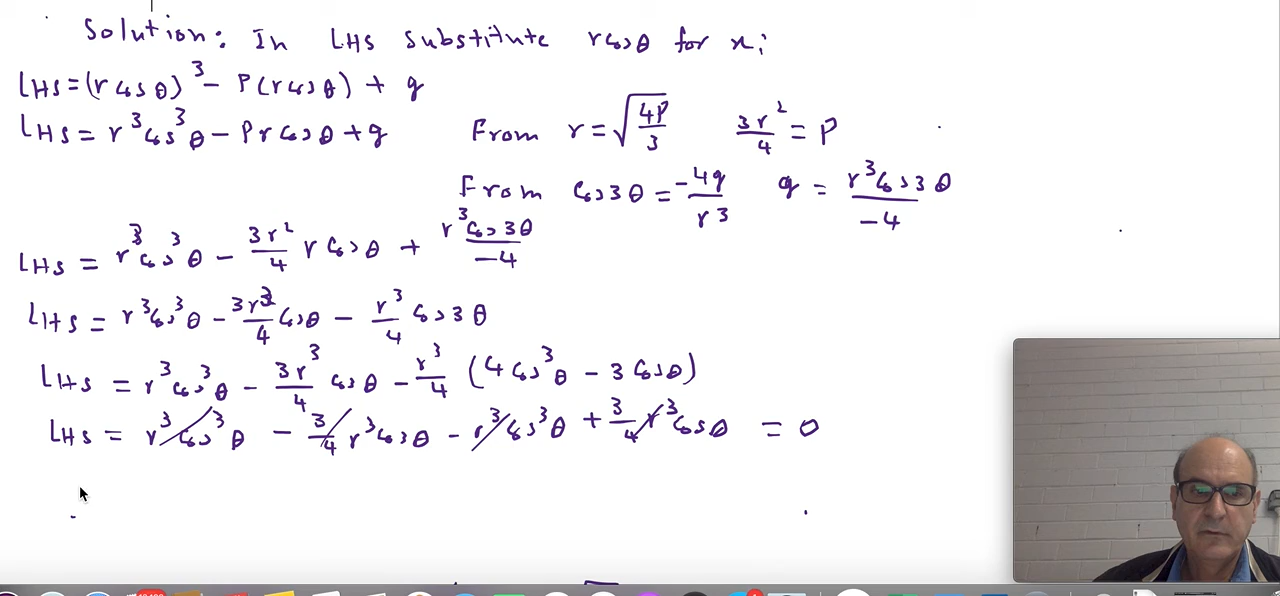 Solution: In LHS substitute rcosθ for x;
LHS = (rcosθ)³ - P(rcosθ) + q
LHS = r³cos³θ - Prcosθ + q From r = √(4P/3) 3r²/4 = P
From cos3θ = -4q/r³ q = r³cos3θ/-4
LHS = r³cos³θ - 3r²/4 rcosθ + r³cos3θ/-4
LHS = r³cos³θ - 3r³/4 cosθ - r³/4 cos3θ
LHS = r³cos³θ - 3r³/4 cosθ - r³/4 (4cos³θ - 3cosθ)
LHS = r³cos³θ - 3/4 r³cosθ - r³cos³θ + 3/4 r³cosθ = 0